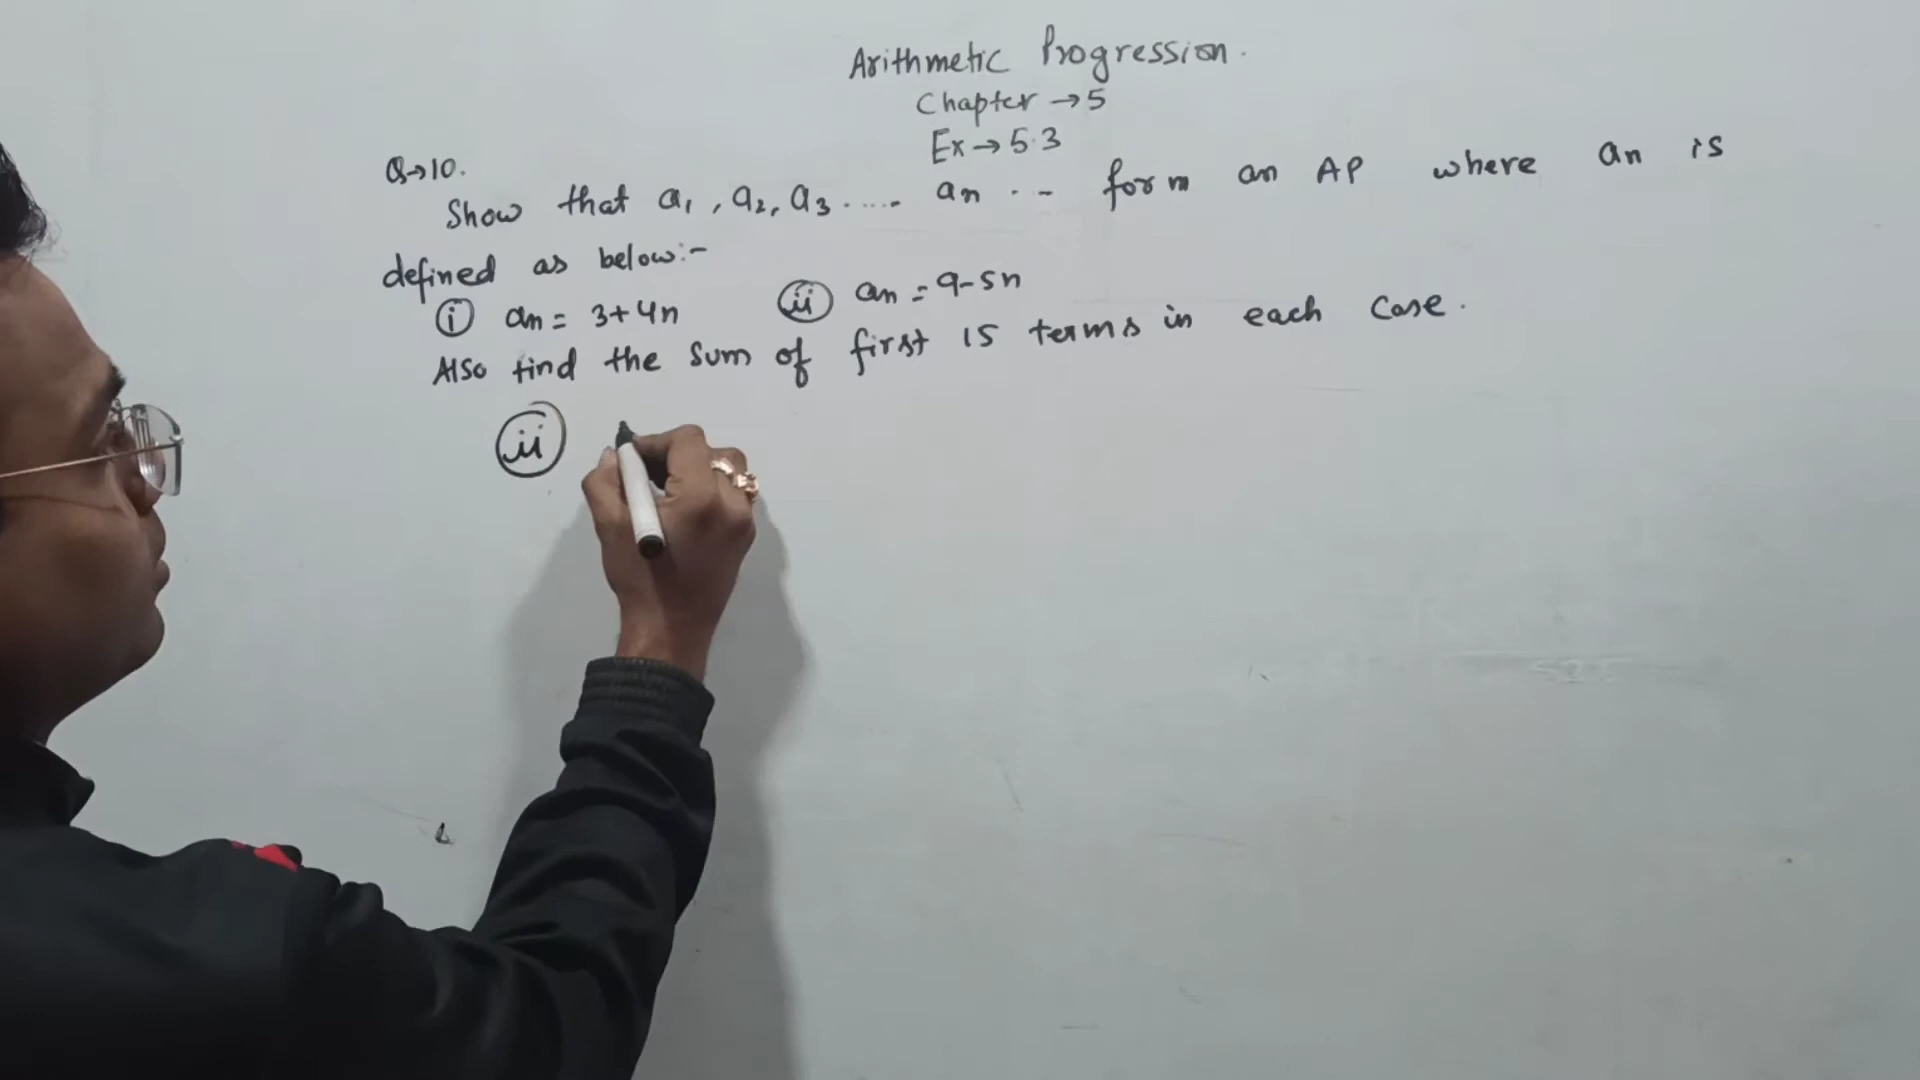 Arithmetic Progression.
Chapter → 5
Ex → 5.3
Q→10.
Show that a1, a2, a3 ..... an .. - form an AP where an is
defined as below:-
(i) an = 3+4n (ii) an = 9-5n
Also find the sum of first 15 terms in each case.
(ii)